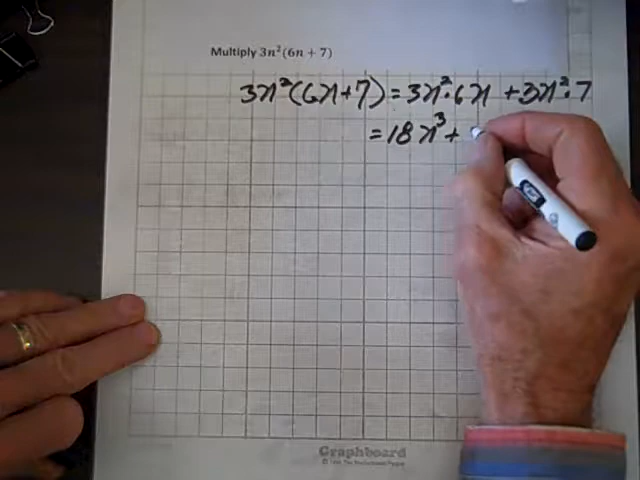 Multiply 3n²(6n + 7)
3n²(6n+7) = 3n²·6n + 3n²·7
= 18n³ +
Graphboard